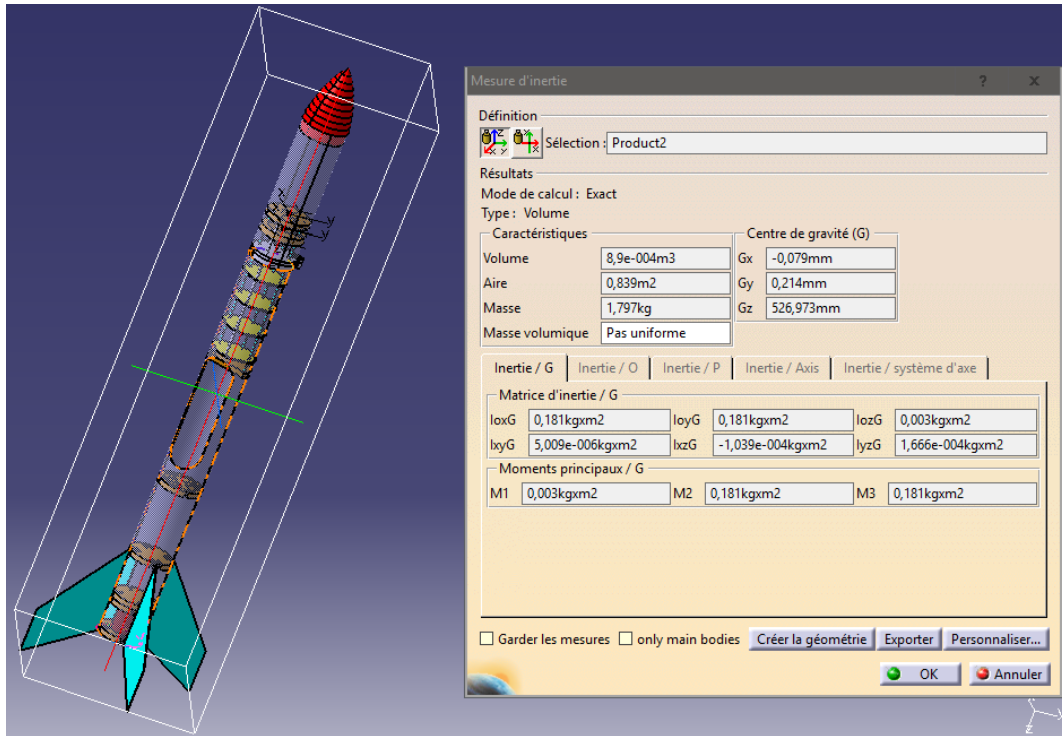 Mesure d'inertie ? X
Définition
Sélection : Product2
Résultats
Mode de calcul : Exact
Type : Volume
Caractéristiques
Volume 8,9e-004m3
Aire 0,839m2
Masse 1,797kg
Masse volumique Pas uniforme
Centre de gravité (G)
Gx -0,079mm
Gy 0,214mm
Gz 526,973mm
Inertie / G Inertie / O Inertie / P Inertie / Axis Inertie / système d'axe
Matrice d'inertie / G
IoxG 0,181kgxm2 IoyG 0,181kgxm2 IozG 0,003kgxm2
IxyG 5,009e-006kgxm2 IxzG -1,039e-004kgxm2 IyzG 1,666e-004kgxm2
Moments principaux / G
M1 0,003kgxm2 M2 0,181kgxm2 M3 0,181kgxm2
Garder les mesures only main bodies Créer la géométrie Exporter Personnaliser...
OK Annuler
z